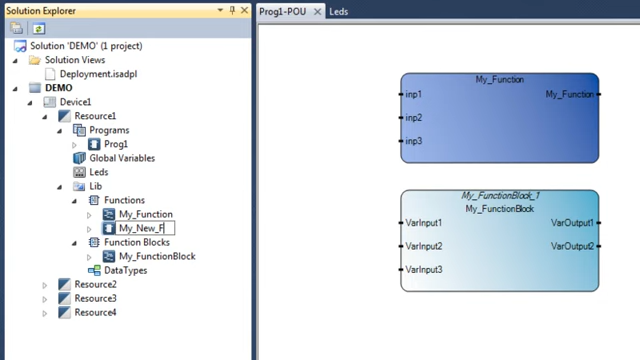 Solution Explorer
Solution 'DEMO' (1 project)
Solution Views
Deployment.isadpl
DEMO
Device1
Resource1
Programs
Prog1
Global Variables
Leds
Lib
Functions
My_Function
My_New_F
Function Blocks
My_FunctionBlock
DataTypes
Resource2
Resource3
Resource4
Prog1-POU
Leds
My_Function
inp1
My_Function
inp2
inp3
My_FunctionBlock_1
My_FunctionBlock
VarInput1
VarOutput1
VarInput2
VarOutput2
VarInput3